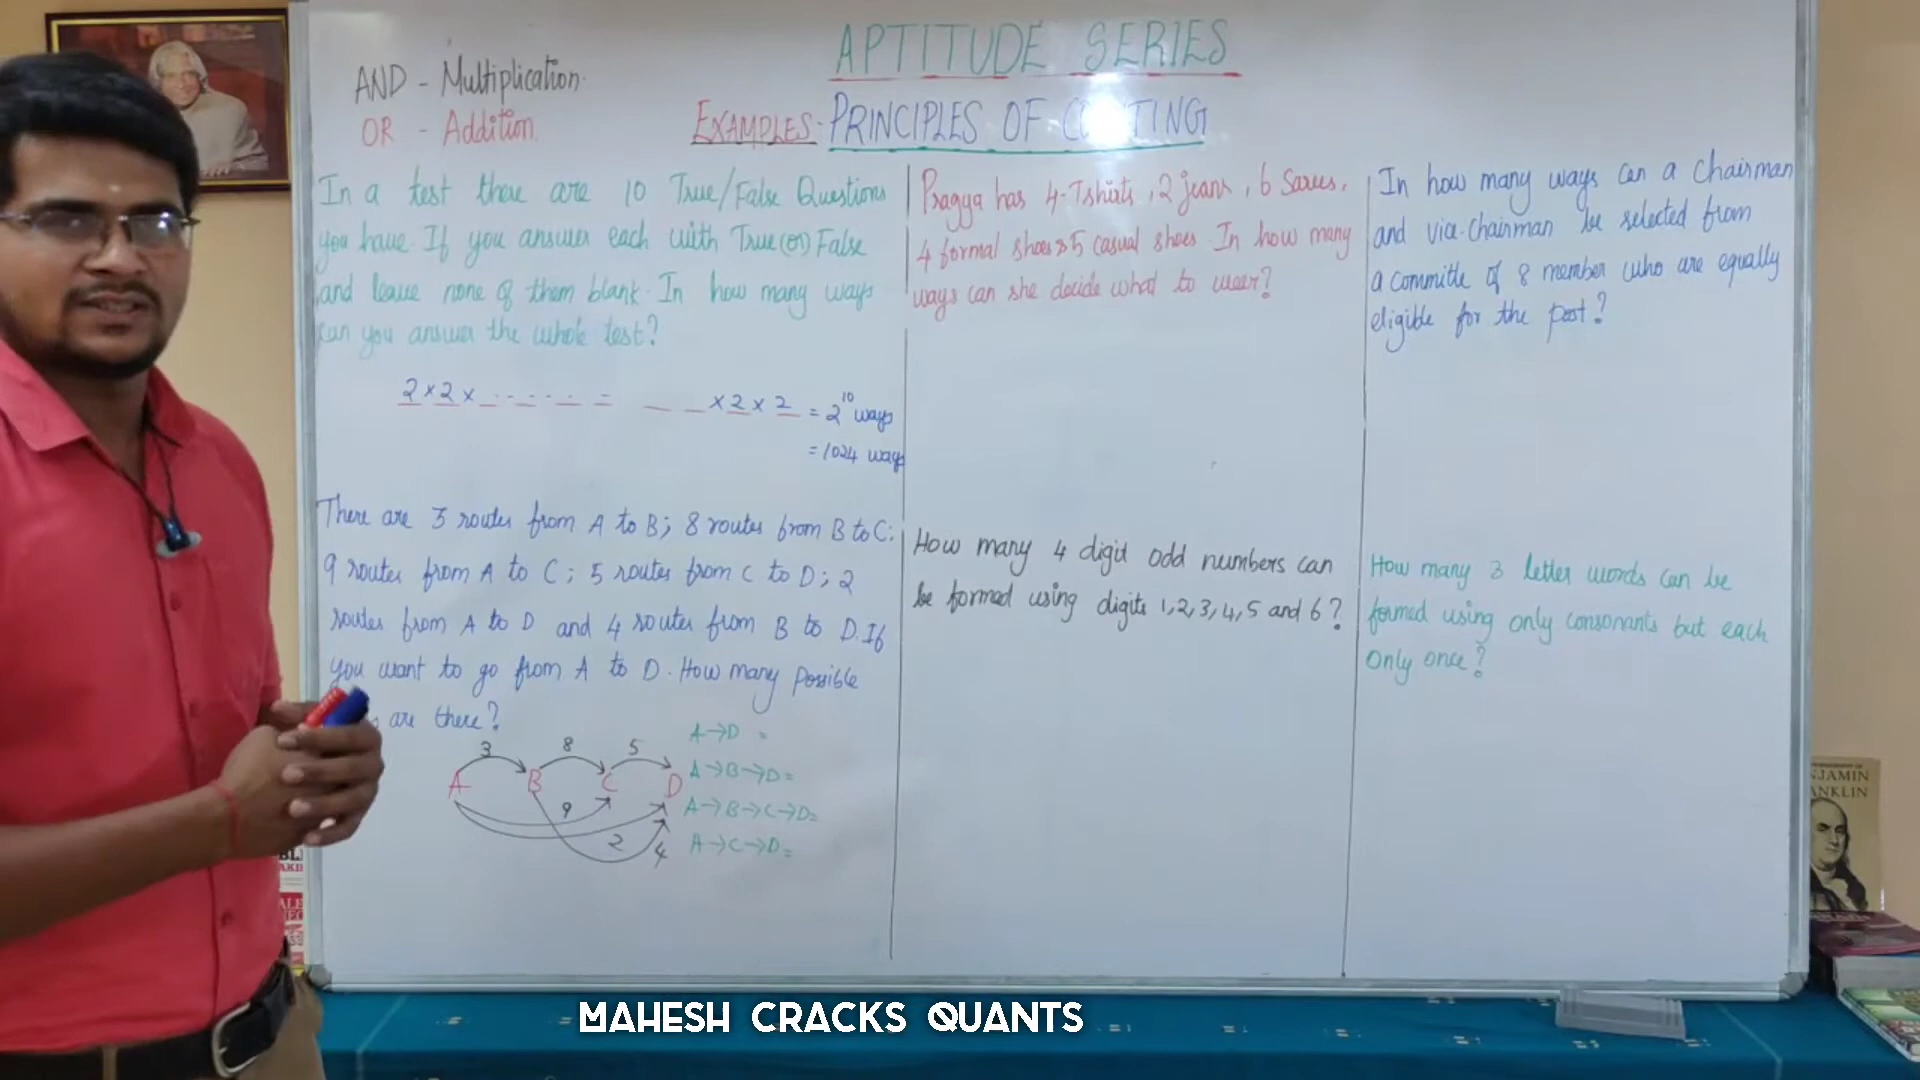 APTITUDE SERIES
AND - Multiplication.
OR - Addition.
EXAMPLES- PRINCIPLES OF C TING
In a test there are 10 True/False Questions
you have. If you answer each with True (or) False
and leave none of them blank. In how many ways
can you answer the whole test?
2 × 2 × - - - - - = × 2 × 2 = 2^10 ways
= 1024 ways
There are 3 routes from A to B; 8 routes from B to C;
9 routes from A to C; 5 routes from C to D; 2
routes from A to D and 4 routes from B to D. If
you want to go from A to D. How many possible
are there?
3 8 5
A B C D
9
2
4
A→D =
A→B→D=
A→B→C→D=
A→C→D=
Pragya has 4-Tshirts, 2 jeans, 6 Sarees,
4 formal shoes & 5 casual shoes. In how many
ways can she decide what to wear?
How many 4 digit odd numbers can
be formed using digits 1,2,3,4,5 and 6?
In how many ways can a Chairman
and vice-chairman be selected from
a committe of 8 member who are equally
eligible for the post?
How many 3 letter words can be
formed using only consonants but each
only once?
NJAMIN
ANKLIN
MAHESH CRACKS QUANTS